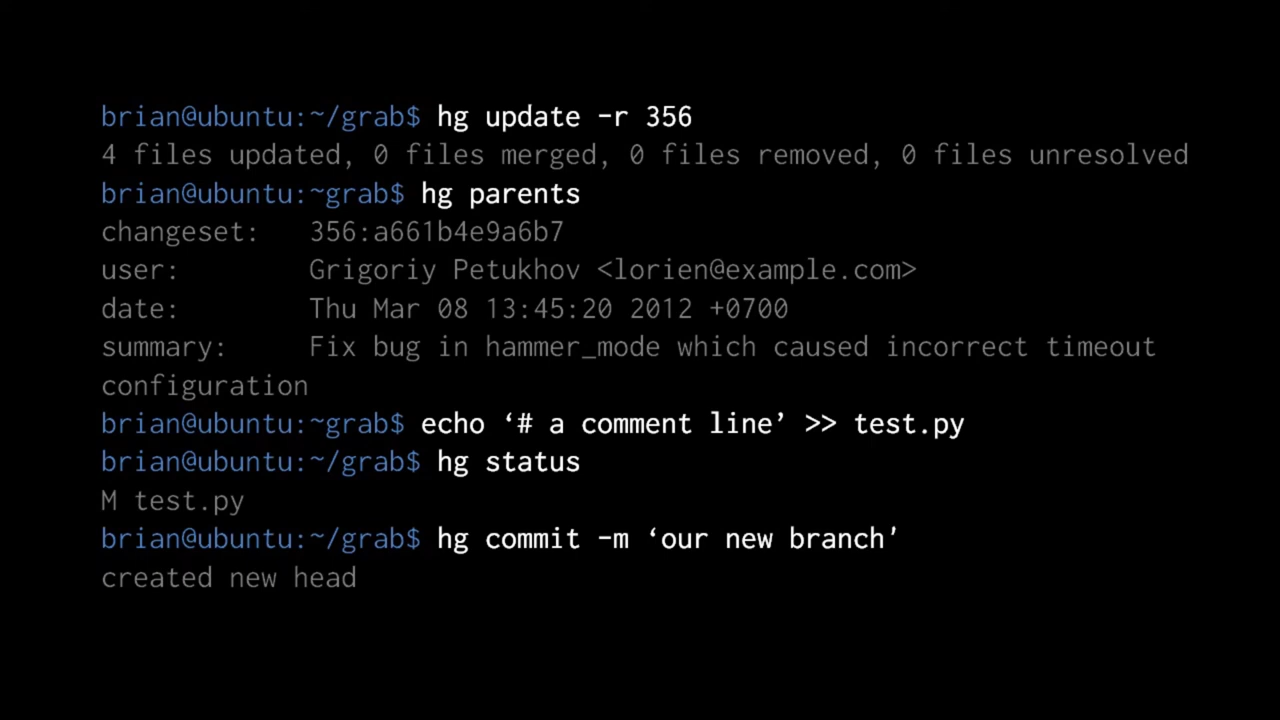 brian@ubuntu:~/grab$ hg update -r 356
4 files updated, 0 files merged, 0 files removed, 0 files unresolved
brian@ubuntu:~grab$ hg parents
changeset:   356:a661b4e9a6b7
user:        Grigoriy Petukhov <lorien@example.com>
date:        Thu Mar 08 13:45:20 2012 +0700
summary:     Fix bug in hammer_mode which caused incorrect timeout
configuration
brian@ubuntu:~grab$ echo ‘# a comment line’ >> test.py
brian@ubuntu:~/grab$ hg status
M test.py
brian@ubuntu:~/grab$ hg commit -m ‘our new branch'
created new head